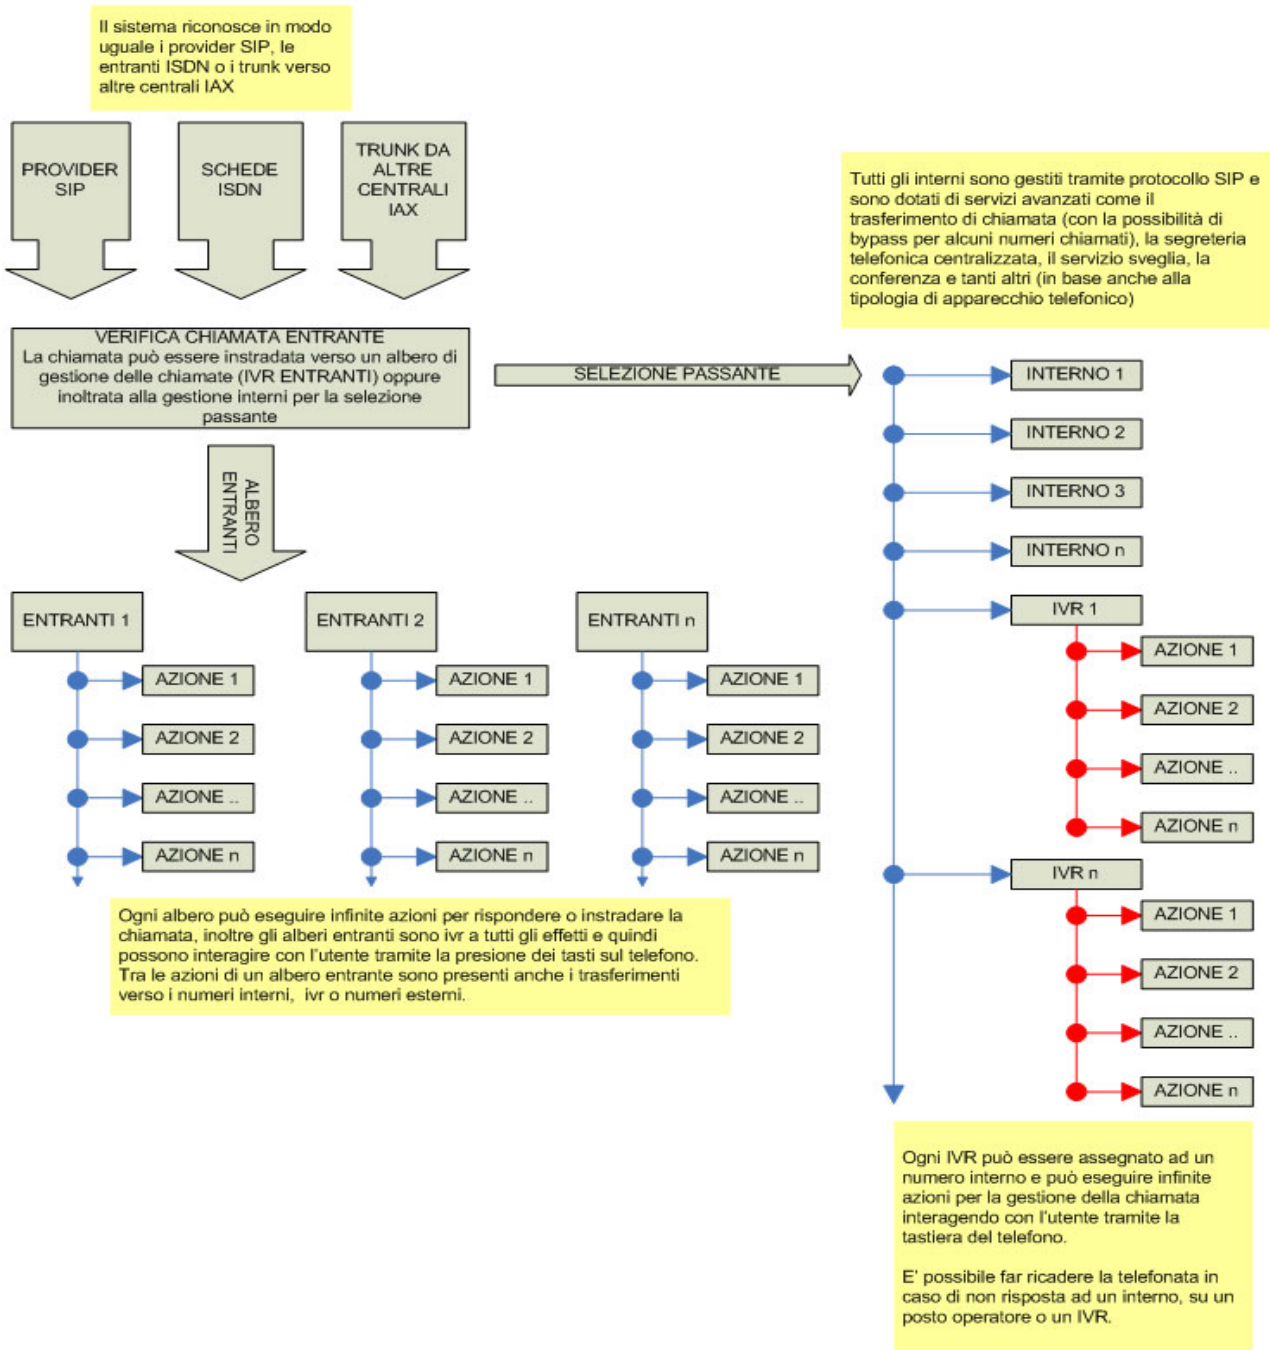 Il sistema riconosce in modo
uguale i provider SIP, le
entranti ISDN o i trunk verso
altre centrali IAX
PROVIDER
SIP
SCHEDE
ISDN
TRUNK DA
ALTRE
CENTRALI
IAX
Tutti gli interni sono gestiti tramite protocollo SIP e
sono dotati di servizi avanzati come il
trasferimento di chiamata (con la possibilità di
bypass per alcuni numeri chiamati), la segreteria
telefonica centralizzata, il servizio sveglia, la
conferenza e tanti altri (in base anche alla
tipologia di apparecchio telefonico)
VERIFICA CHIAMATA ENTRANTE
La chiamata può essere instradata verso un albero di
gestione delle chiamate (IVR ENTRANTI) oppure
inoltrata alla gestione interni per la selezione
passante
SELEZIONE PASSANTE
INTERNO 1
INTERNO 2
INTERNO 3
INTERNO n
IVR 1
AZIONE 1
AZIONE 2
AZIONE ..
AZIONE n
IVR n
AZIONE 1
AZIONE 2
AZIONE ..
AZIONE n
ALBERO
ENTRANTI
ENTRANTI 1
AZIONE 1
AZIONE 2
AZIONE ..
AZIONE n
ENTRANTI 2
AZIONE 1
AZIONE 2
AZIONE ..
AZIONE n
ENTRANTI n
AZIONE 1
AZIONE 2
AZIONE ..
AZIONE n
Ogni albero può eseguire infinite azioni per rispondere o instradare la
chiamata, inoltre gli alberi entranti sono ivr a tutti gli effetti e quindi
possono interagire con l'utente tramite la presione dei tasti sul telefono.
Tra le azioni di un albero entrante sono presenti anche i trasferimenti
verso i numeri interni, ivr o numeri esterni.
Ogni IVR può essere assegnato ad un
numero interno e può eseguire infinite
azioni per la gestione della chiamata
interagendo con l'utente tramite la
tastiera del telefono.
E' possibile far ricadere la telefonata in
caso di non risposta ad un interno, su un
posto operatore o un IVR.